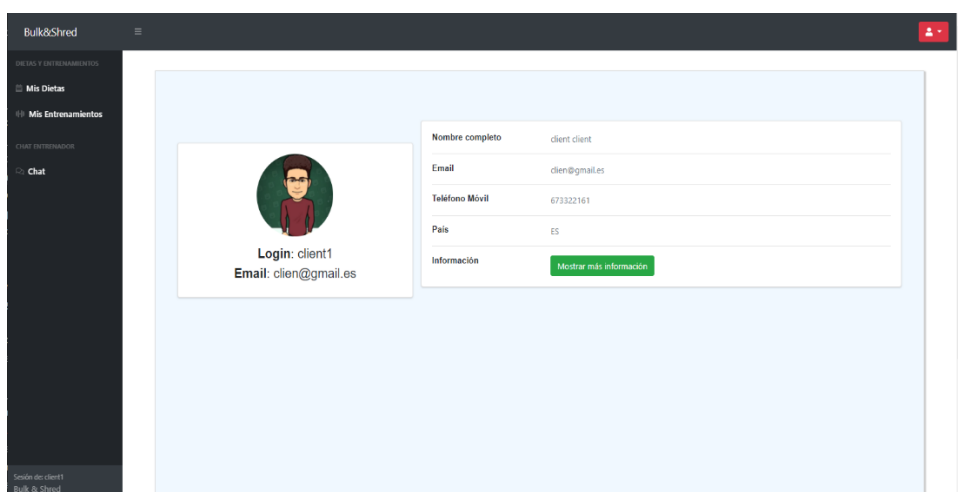 Bulk&Shred
DIETAS Y ENTRENAMIENTOS
Mis Dietas
Mis Entrenamientos
CHAT ENTRENADOR
Chat
Login: client1
Email: clien@gmail.es
Nombre completo client client
Email clien@gmail.es
Teléfono Móvil 673322161
País ES
Información Mostrar más información
Sesión de: client1
Bulk & Shred